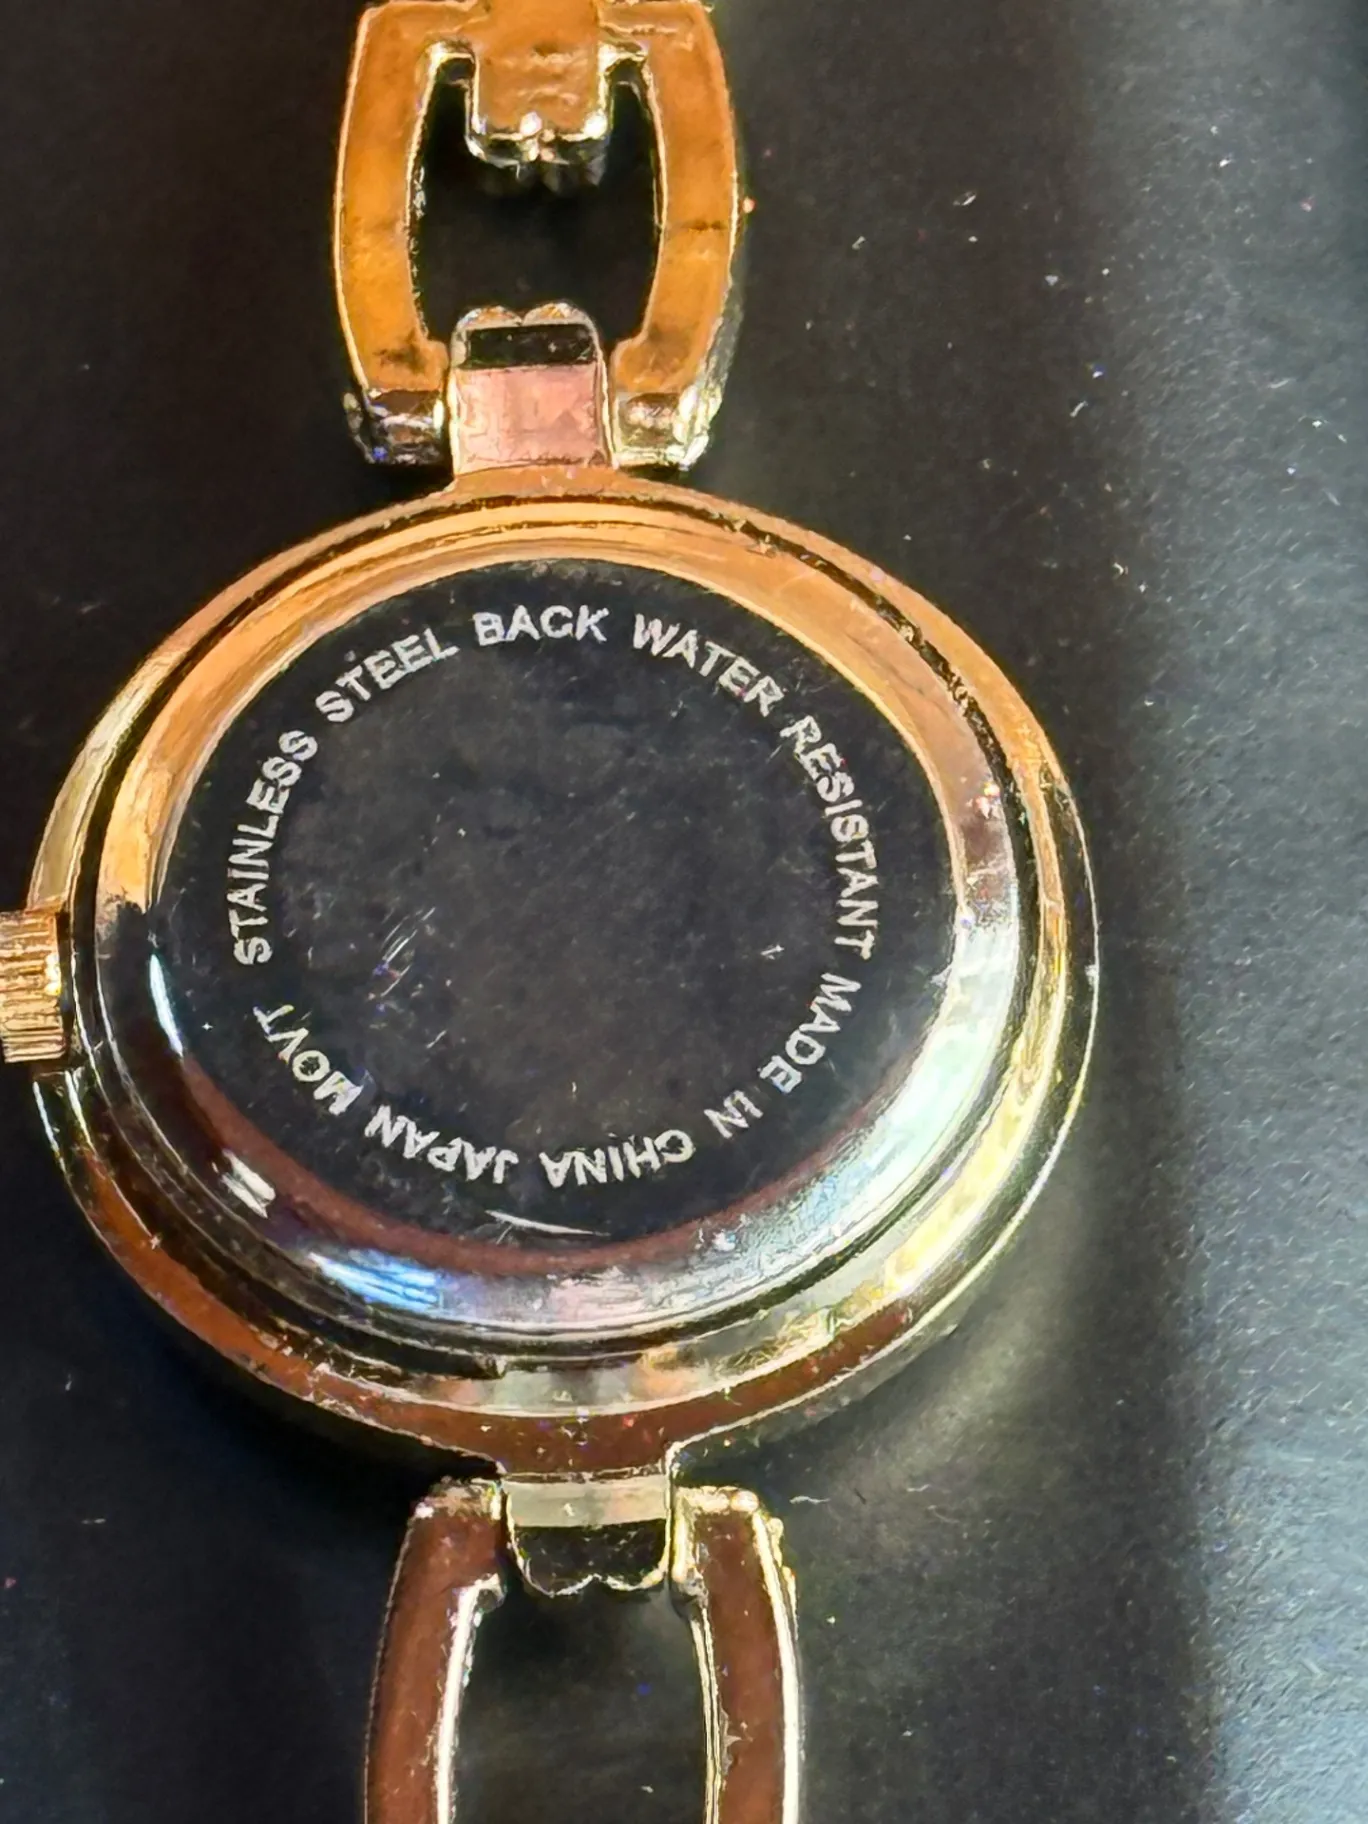 STAINLESS STEEL BACK WATER RESISTANT MADE IN CHINA JAPAN MOVT